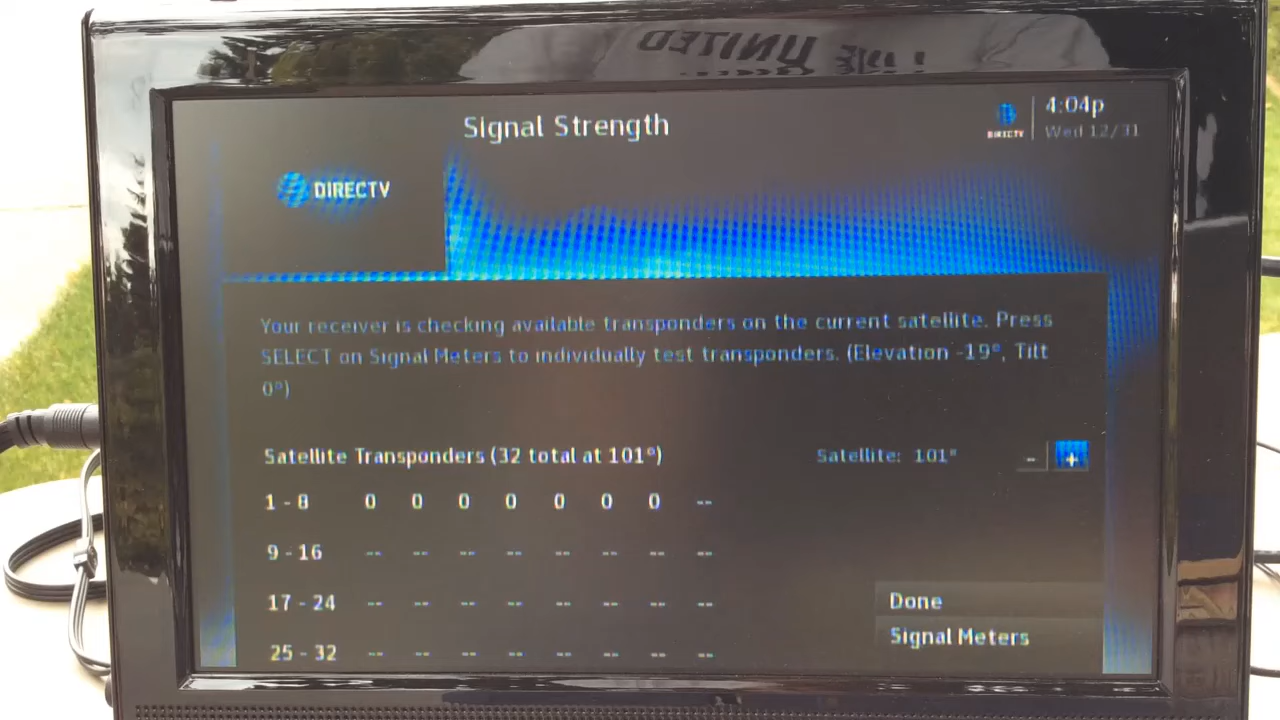 UNITED
Signal Strength
DIRECTV
4:04p
Wed 12/31
DIRECTV
Your receiver is checking available transponders on the current satellite. Press
SELECT on Signal Meters to individually test transponders. (Elevation -19°, Tilt
0°)
Satellite Transponders (32 total at 101°)
Satellite: 101°
- +
1 - 8 0 0 0 0 0 0 0 --
9 - 16 -- -- -- -- -- -- -- --
17 - 24 -- -- -- -- -- -- -- --
25 - 32 -- -- -- -- -- -- -- --
Done
Signal Meters